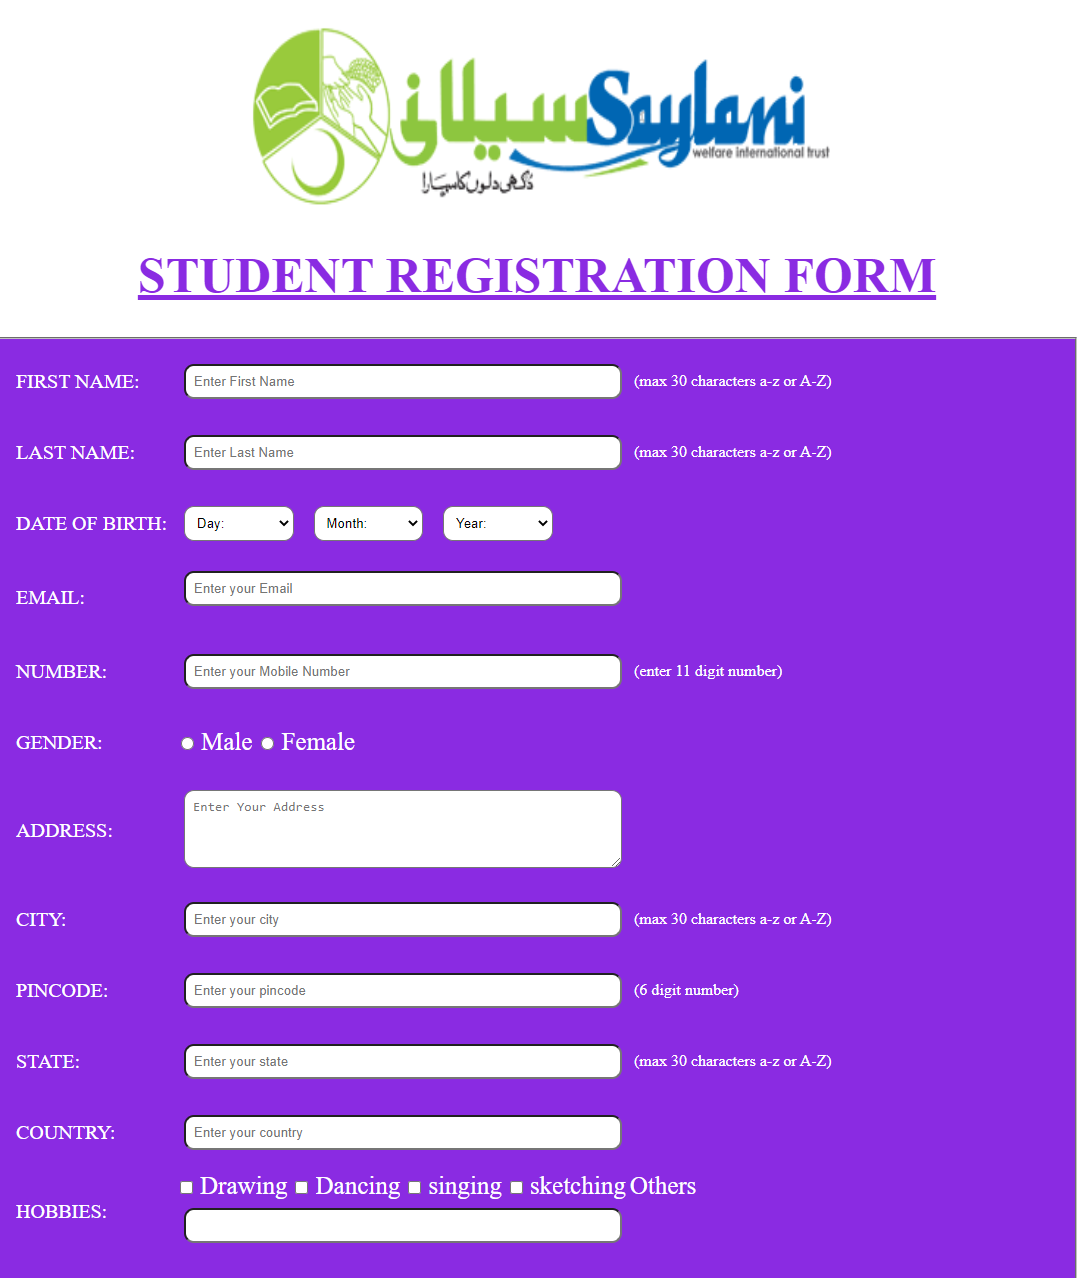 سیلانی Saylani
welfare international trust
دُکھی دلوں کا سہارا
STUDENT REGISTRATION FORM
FIRST NAME: Enter First Name (max 30 characters a-z or A-Z)
LAST NAME: Enter Last Name (max 30 characters a-z or A-Z)
DATE OF BIRTH: Day: Month: Year:
EMAIL: Enter your Email
NUMBER: Enter your Mobile Number (enter 11 digit number)
GENDER: Male Female
ADDRESS: Enter Your Address
CITY: Enter your city (max 30 characters a-z or A-Z)
PINCODE: Enter your pincode (6 digit number)
STATE: Enter your state (max 30 characters a-z or A-Z)
COUNTRY: Enter your country
Drawing Dancing singing sketching Others
HOBBIES: